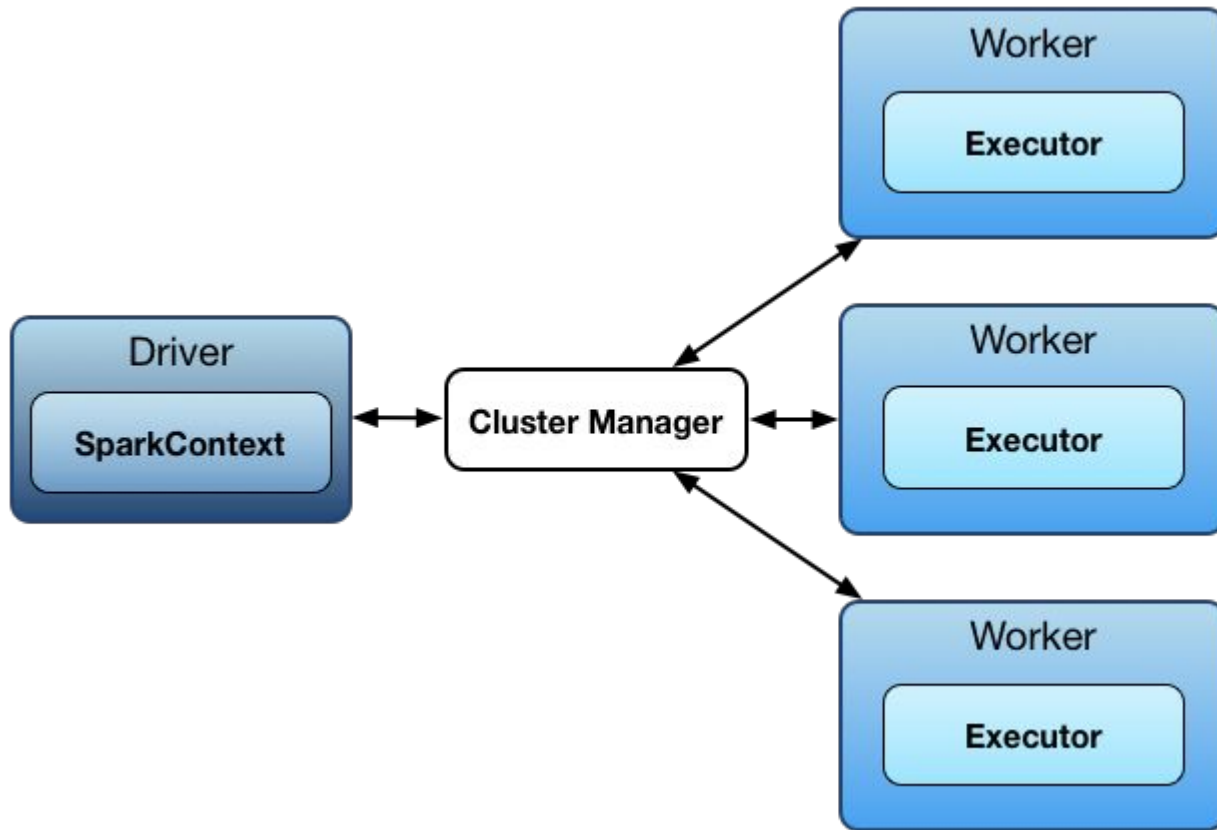 Driver
SparkContext
Cluster Manager
Worker
Executor
Worker
Executor
Worker
Executor